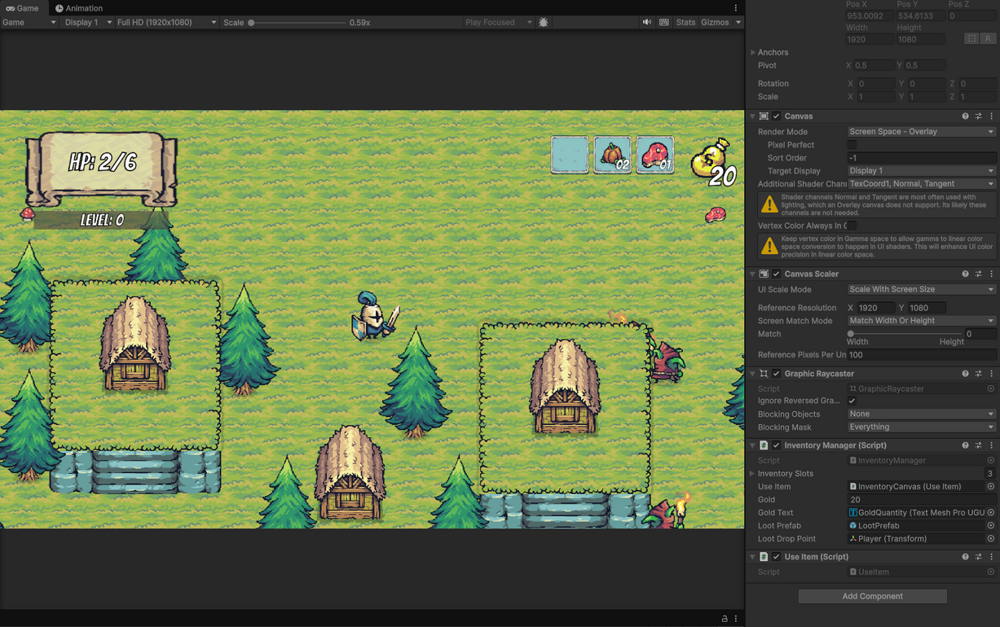 Game
Animation
Game
Display 1
Full HD (1920x1080)
Scale
0.59x
Play Focused
Stats
Gizmos
HP: 2/6
LEVEL: 0
02
01
20
Pos X
Pos Y
Pos Z
953.0092
534.6133
0
Width
Height
1920
1080
R
Anchors
Pivot
X 0.5
Y 0.5
Rotation
X 0
Y 0
Z 0
Scale
X 1
Y 1
Z 1
Canvas
Render Mode
Screen Space - Overlay
Pixel Perfect
Sort Order
-1
Target Display
Display 1
Additional Shader Chan
TexCoord1, Normal, Tangent
Shader channels Normal and Tangent are most often used with
lighting, which an Overlay canvas does not support. Its likely these
channels are not needed.
Vertex Color Always In G
Keep vertex color in Gamma space to allow gamma to linear color
space conversion to happen in UI shaders. This will enhance UI color
precision in linear color space.
Canvas Scaler
UI Scale Mode
Scale With Screen Size
Reference Resolution
X 1920
Y 1080
Screen Match Mode
Match Width Or Height
Match
0
Width
Height
Reference Pixels Per Un
100
Graphic Raycaster
Script
GraphicRaycaster
Ignore Reversed Gra...
Blocking Objects
None
Blocking Mask
Everything
Inventory Manager (Script)
Script
InventoryManager
Inventory Slots
3
Use Item
InventoryCanvas (Use Item)
Gold
20
Gold Text
GoldQuantity (Text Mesh Pro UGU
Loot Prefab
LootPrefab
Loot Drop Point
Player (Transform)
Use Item (Script)
Script
UseItem
Add Component